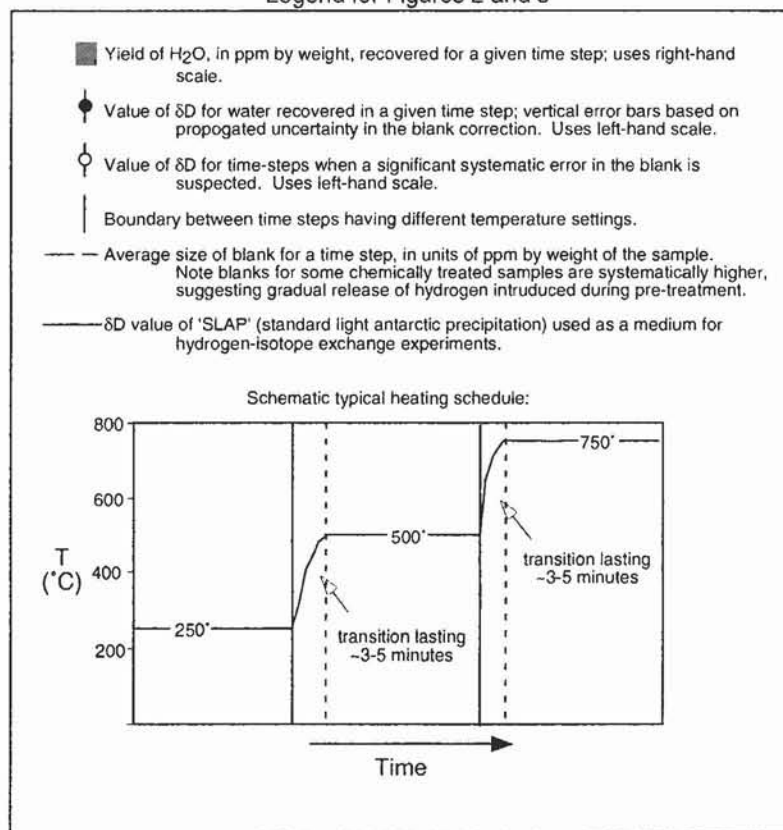 Legend for Figures 2 and 3
Yield of H2O, in ppm by weight, recovered for a given time step; uses right-hand
scale.
Value of δD for water recovered in a given time step; vertical error bars based on
propogated uncertainty in the blank correction. Uses left-hand scale.
Value of δD for time-steps when a significant systematic error in the blank is
suspected. Uses left-hand scale.
Boundary between time steps having different temperature settings.
Average size of blank for a time step, in units of ppm by weight of the sample.
Note blanks for some chemically treated samples are systematically higher,
suggesting gradual release of hydrogen intruduced during pre-treatment.
δD value of 'SLAP' (standard light antarctic precipitation) used as a medium for
hydrogen-isotope exchange experiments.
Schematic typical heating schedule:
800
600
400
200
T
(˚C)
250˚
500˚
750˚
transition lasting
~3-5 minutes
transition lasting
~3-5 minutes
Time